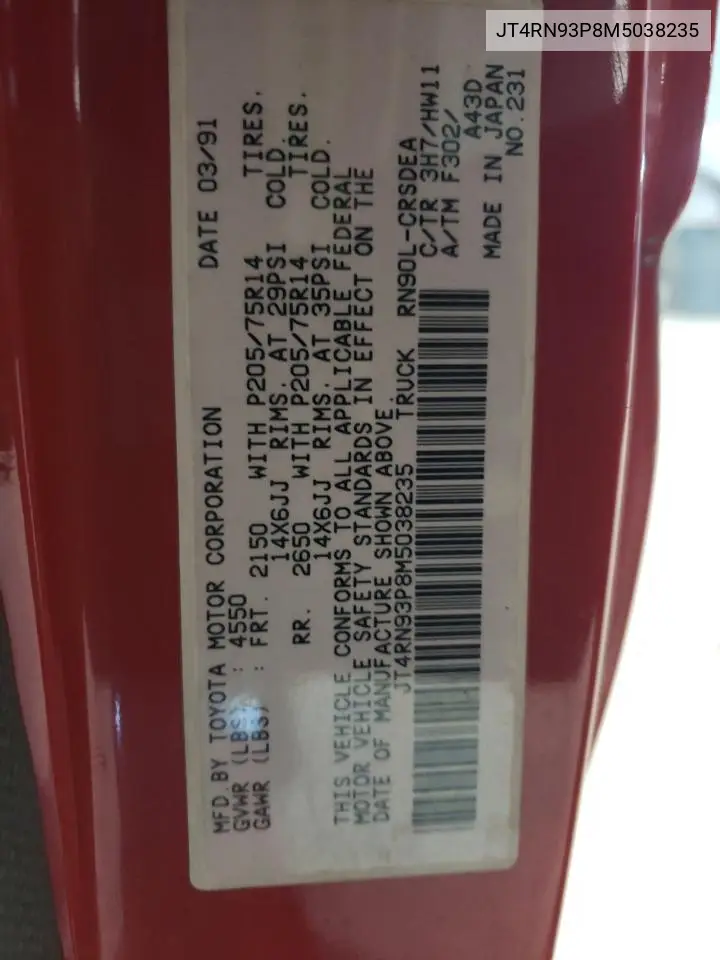 JT4RN93P8M5038235
MFD.BY TOYOTA MOTOR CORPORATION DATE 03/91
GVWR (LBS) : 4550
GAWR (LBS) : FRT. 2150 WITH P205/75R14 TIRES.
14X6JJ RIMS. AT 29PSI COLD.
RR. 2650 WITH P205/75R14 TIRES.
14X6JJ RIMS. AT 35PSI COLD.
THIS VEHICLE CONFORMS TO ALL APPLICABLE FEDERAL
MOTOR VEHICLE SAFETY STANDARDS IN EFFECT ON THE
DATE OF MANUFACTURE SHOWN ABOVE.
JT4RN93P8M5038235 TRUCK RN90L-CRSDEA
C/TR 3H7/HW11
A/TM F302/
A43D
MADE IN JAPAN
NO.231